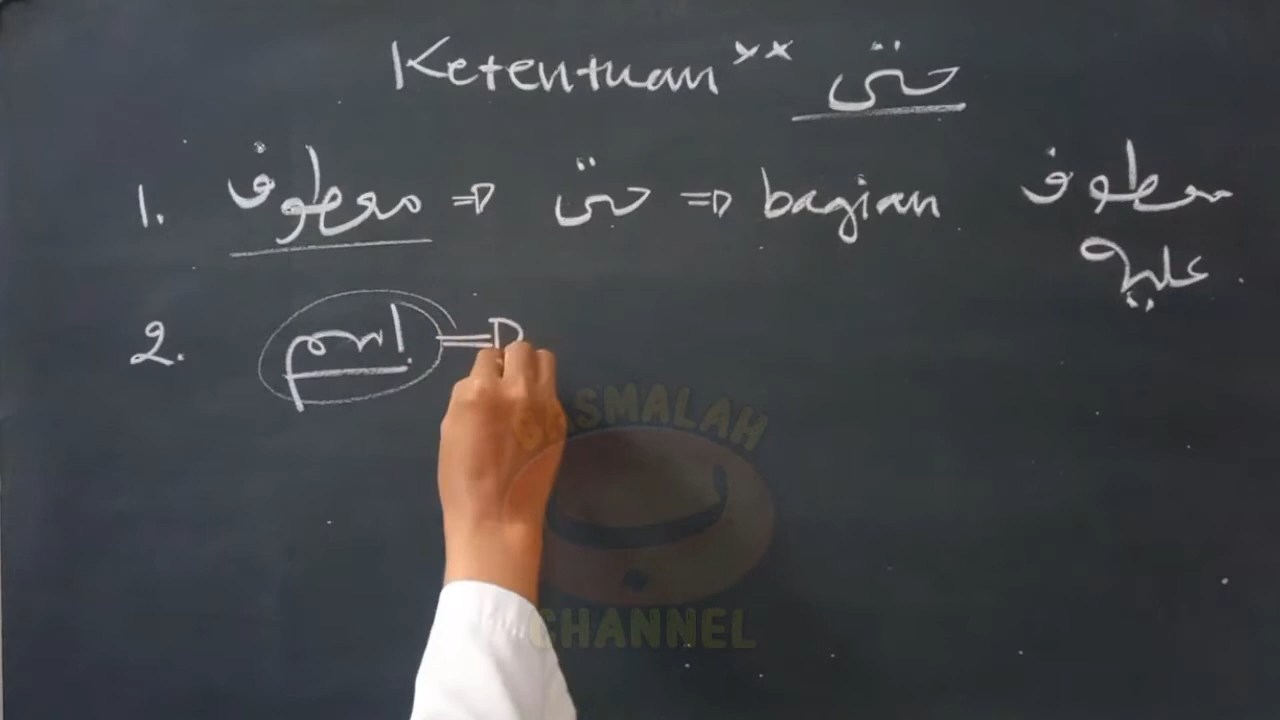 Ketentuan ×× حتى
1. معطوف ⇒ حتى ⇒ bagian معطوف
عليه.
2. اسم ⇒
BASMALAH
CHANNEL